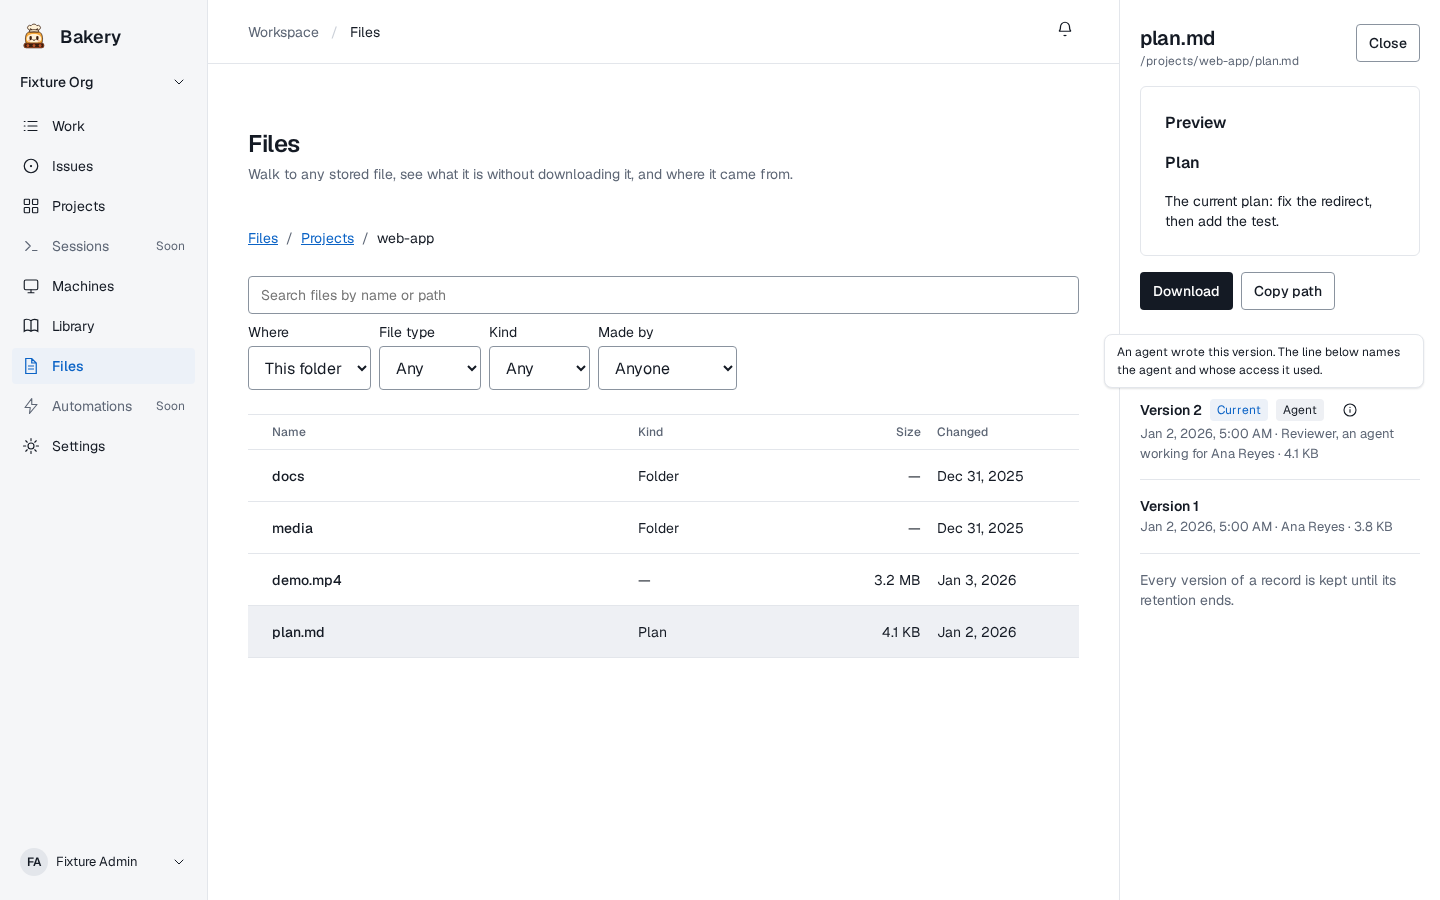 Bakery
Fixture Org
Work
Issues
Projects
Sessions Soon
Machines
Library
Files
Automations Soon
Settings
FA Fixture Admin
Workspace / Files
Files
Walk to any stored file, see what it is without downloading it, and where it came from.
Files / Projects / web-app
Search files by name or path
Where File type Kind Made by
This folder Any Any Anyone
Name Kind Size Changed
docs Folder — Dec 31, 2025
media Folder — Dec 31, 2025
demo.mp4 — 3.2 MB Jan 3, 2026
plan.md Plan 4.1 KB Jan 2, 2026
plan.md
Close
/projects/web-app/plan.md
Preview
Plan
The current plan: fix the redirect,
then add the test.
Download Copy path
An agent wrote this version. The line below names
the agent and whose access it used.
Version 2 Current Agent
Jan 2, 2026, 5:00 AM · Reviewer, an agent
working for Ana Reyes · 4.1 KB
Version 1
Jan 2, 2026, 5:00 AM · Ana Reyes · 3.8 KB
Every version of a record is kept until its
retention ends.